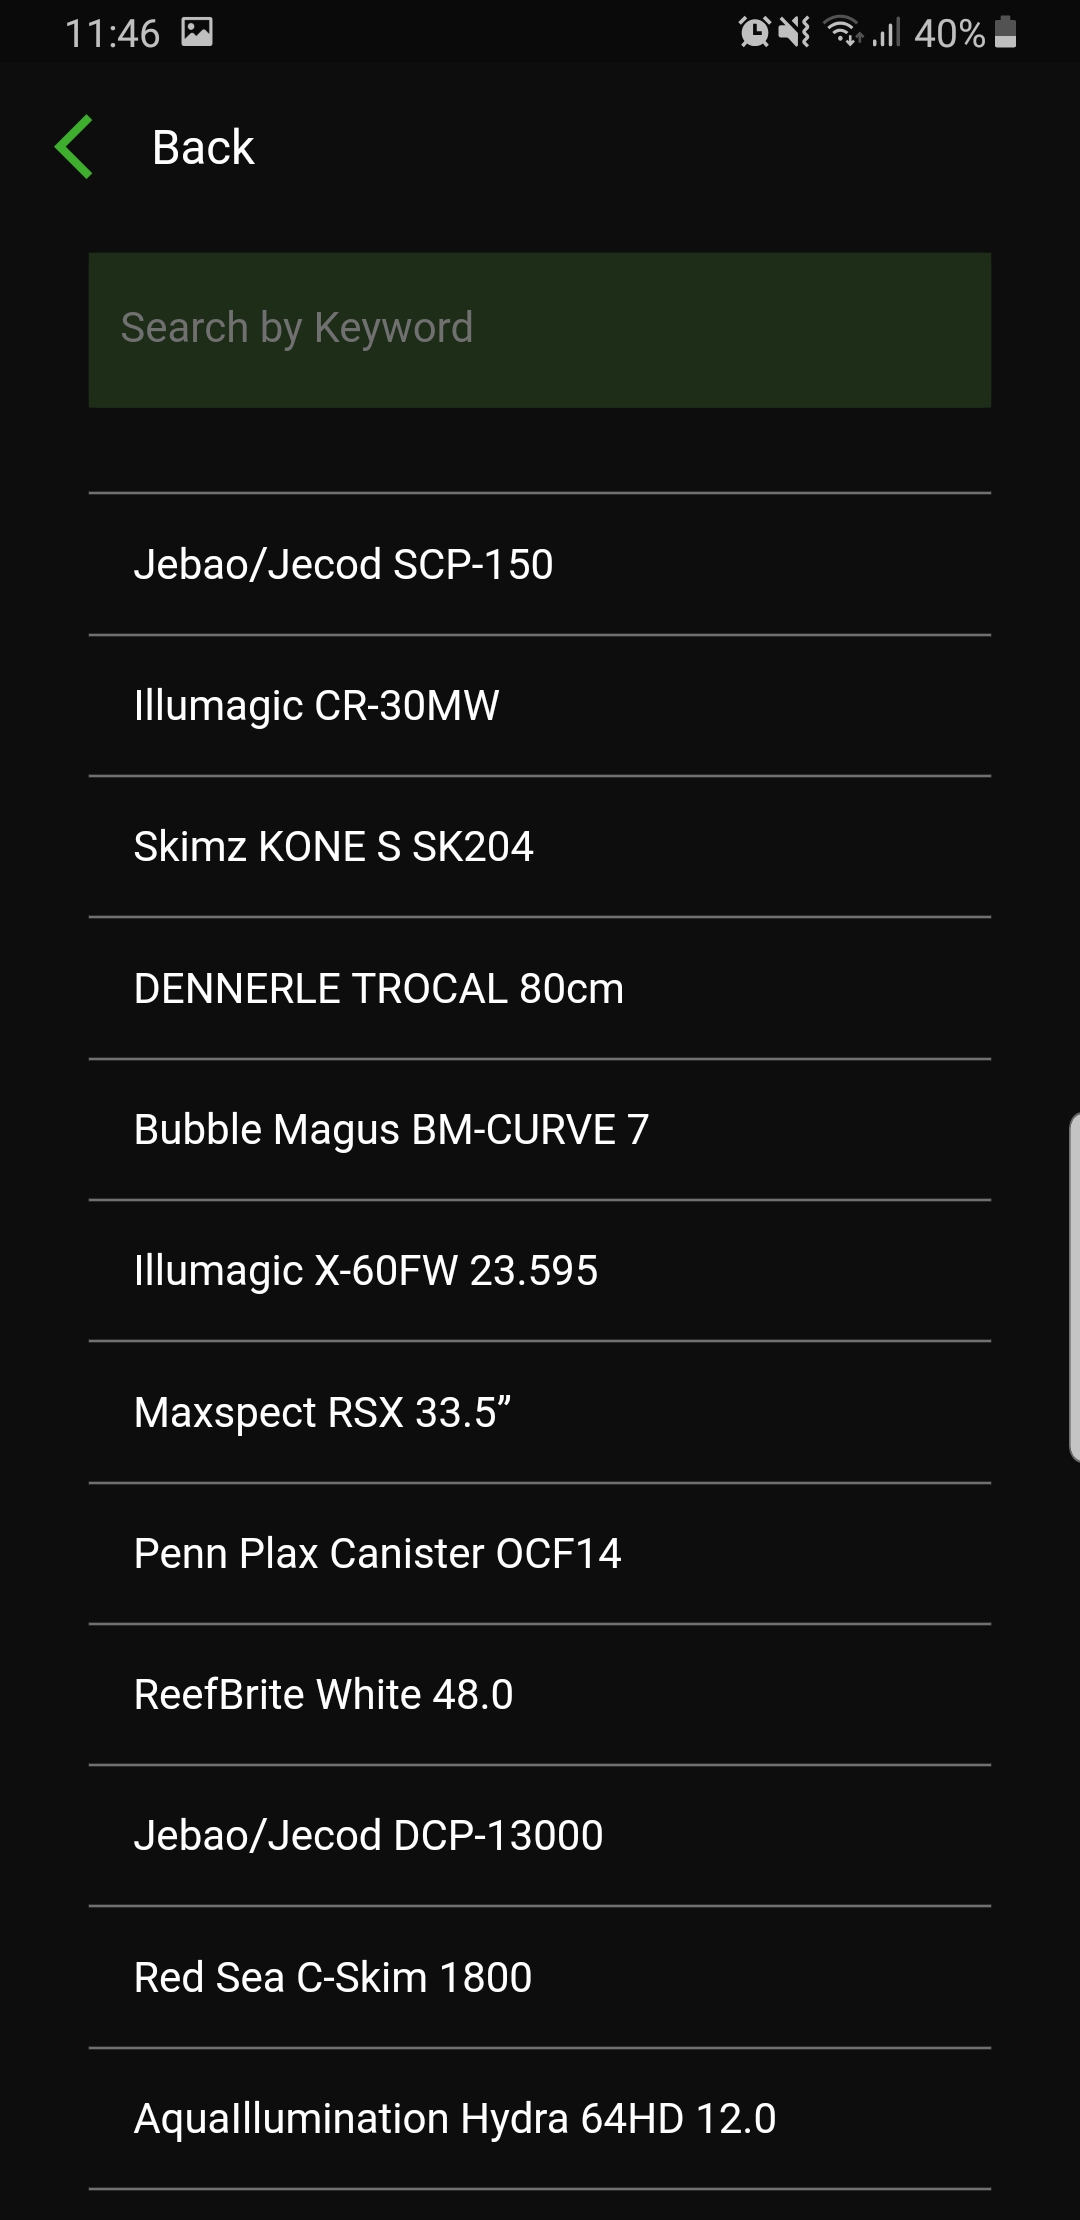 11:46
40%
Back
Search by Keyword
Jebao/Jecod SCP-150
Illumagic CR-30MW
Skimz KONE S SK204
DENNERLE TROCAL 80cm
Bubble Magus BM-CURVE 7
Illumagic X-60FW 23.595
Maxspect RSX 33.5”
Penn Plax Canister OCF14
ReefBrite White 48.0
Jebao/Jecod DCP-13000
Red Sea C-Skim 1800
AquaIllumination Hydra 64HD 12.0